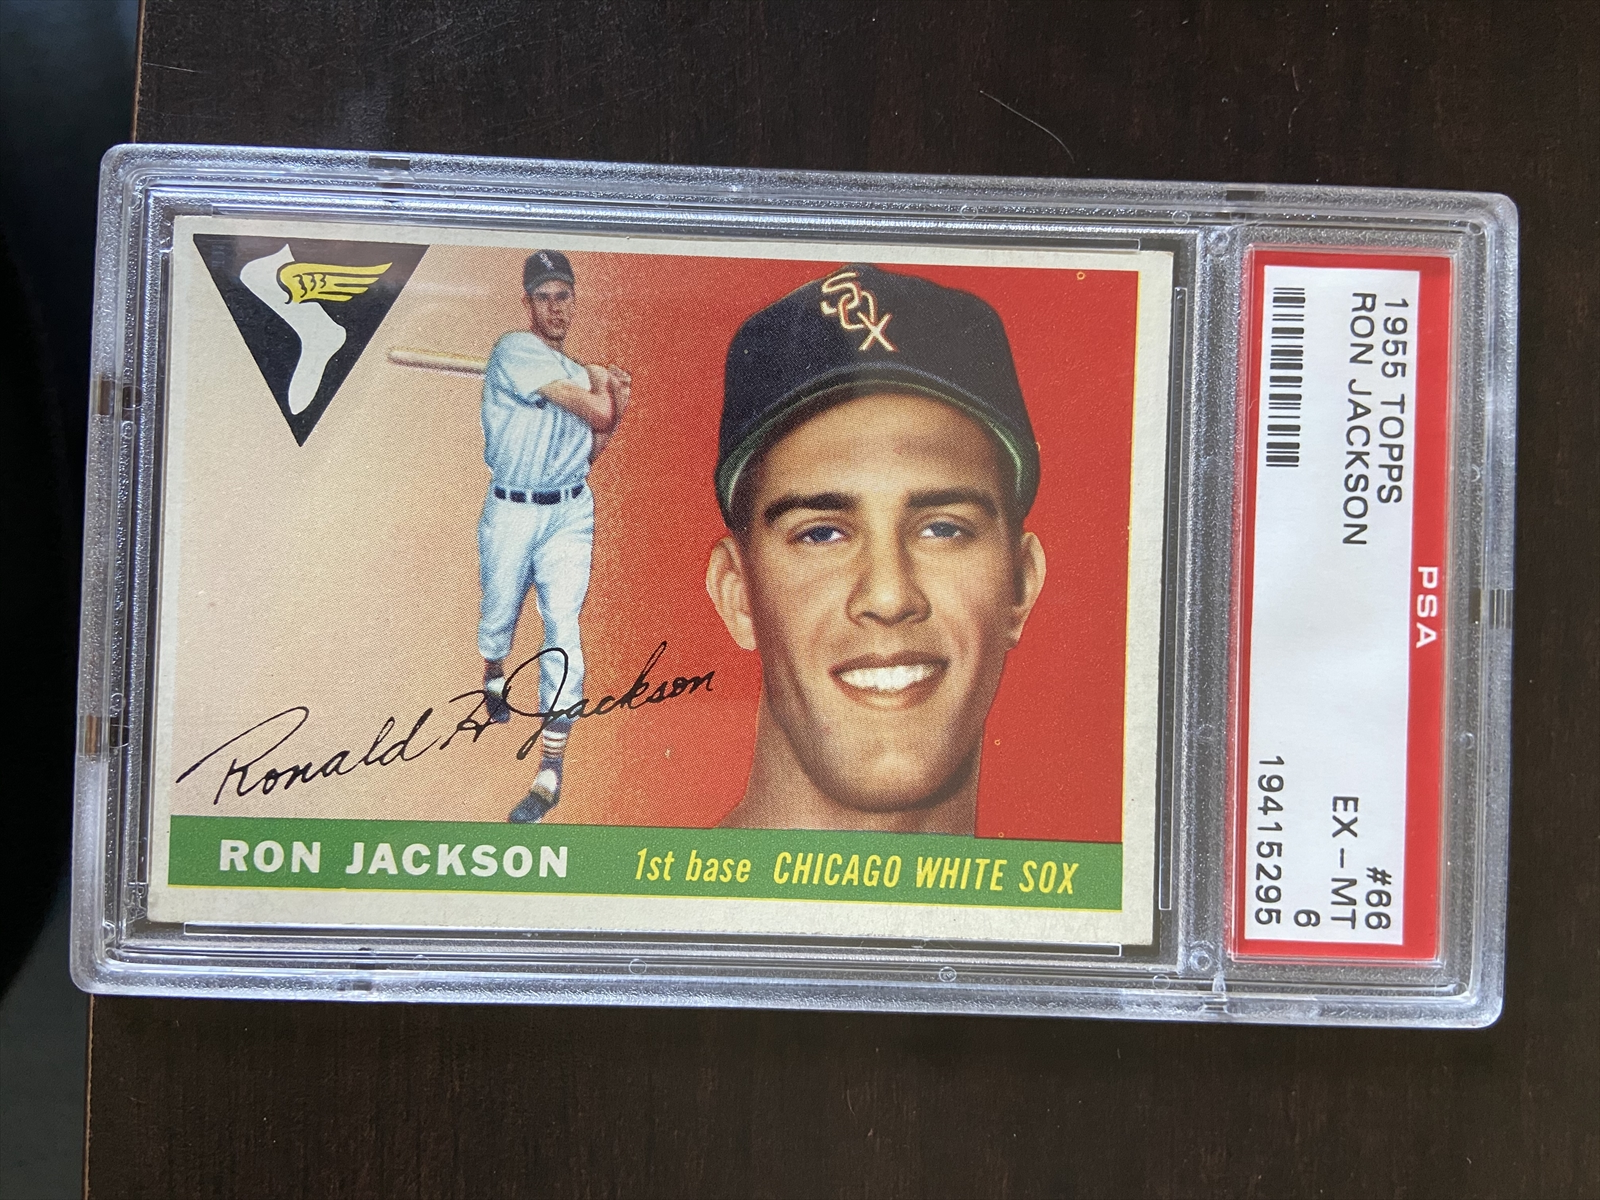 SOX
Ronald H Jackson
RON JACKSON 1st base CHICAGO WHITE SOX
PSA
1955 TOPPS #66
RON JACKSON EX-MT
6
19415295